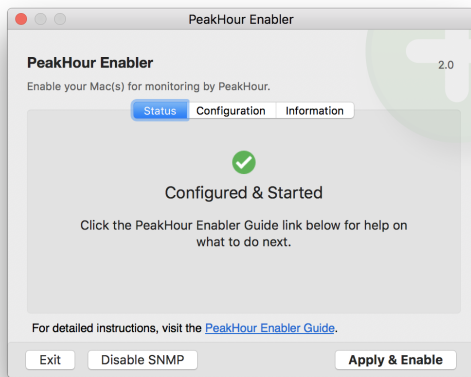 PeakHour Enabler
PeakHour Enabler
2.0
Enable your Mac(s) for monitoring by PeakHour.
Status Configuration Information
Configured & Started
Click the PeakHour Enabler Guide link below for help on
what to do next.
For detailed instructions, visit the PeakHour Enabler Guide.
Exit Disable SNMP Apply & Enable